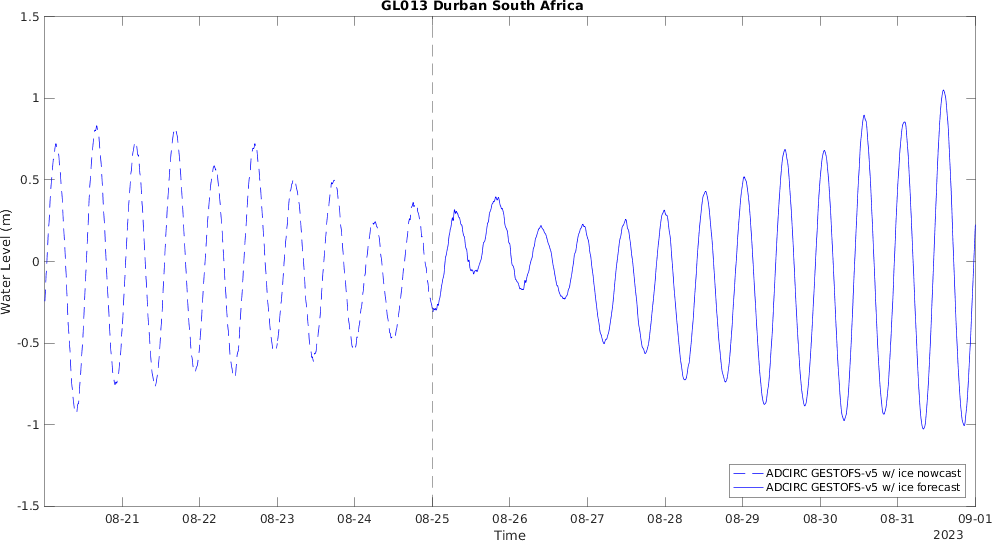 GL013 Durban South Africa
1.5
1
0.5
0
-0.5
-1
-1.5
Water Level (m)
ADCIRC GESTOFS-v5 w/ ice nowcast
ADCIRC GESTOFS-v5 w/ ice forecast
08-21 08-22 08-23 08-24 08-25 08-26 08-27 08-28 08-29 08-30 08-31 09-01
Time
2023